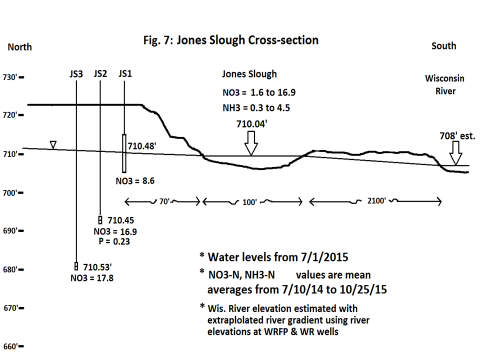 Fig. 7: Jones Slough Cross-section
North
South
JS3
JS2
JS1
Jones Slough
Wisconsin
River
NO3 = 1.6 to 16.9
NH3 = 0.3 to 4.5
710.04'
708' est.
730'
720'
710'
700'
690'
680'
670'
660'
710.48'
NO3 = 8.6
70'
100'
2100'
710.45
NO3 = 16.9
P = 0.23
710.53'
NO3 = 17.8
* Water levels from 7/1/2015
* NO3-N, NH3-N values are mean
averages from 7/10/14 to 10/25/15
* Wis. River elevation estimated with
extraplolated river gradient using river
elevations at WRFP & WR wells